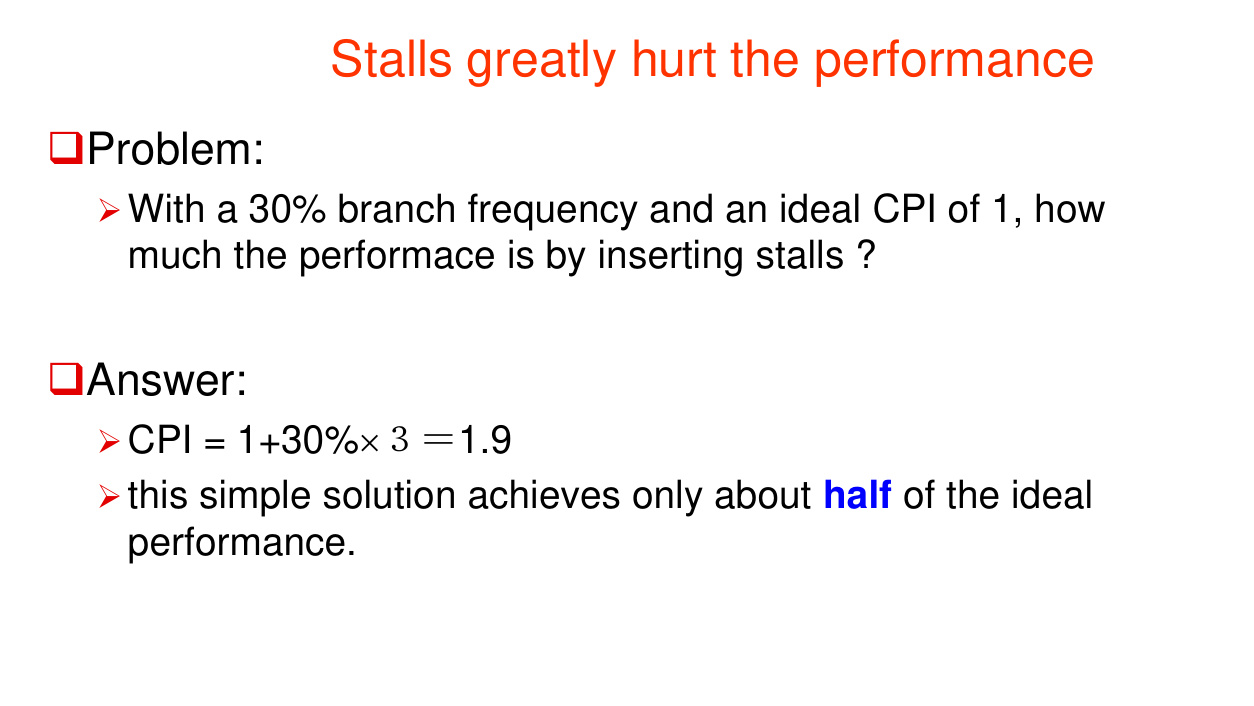 Stalls greatly hurt the performance
❑Problem:
➢With a 30% branch frequency and an ideal CPI of 1, how
much the performace is by inserting stalls ?
❑Answer:
➢CPI = 1+30%× 3 ＝1.9
➢this simple solution achieves only about half of the ideal
performance.